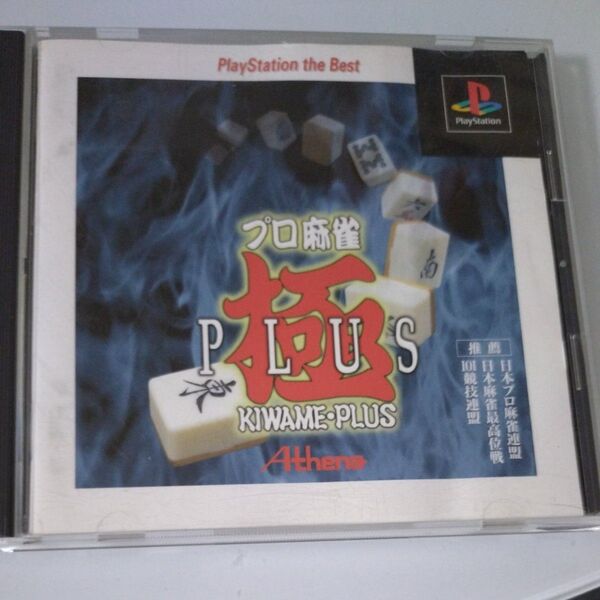 PlayStation the Best
PlayStation
プロ麻雀
極
PLUS
KIWAME・PLUS
Athena
推薦
日本プロ麻雀連盟
日本麻雀最高位戦
101競技連盟
南
東